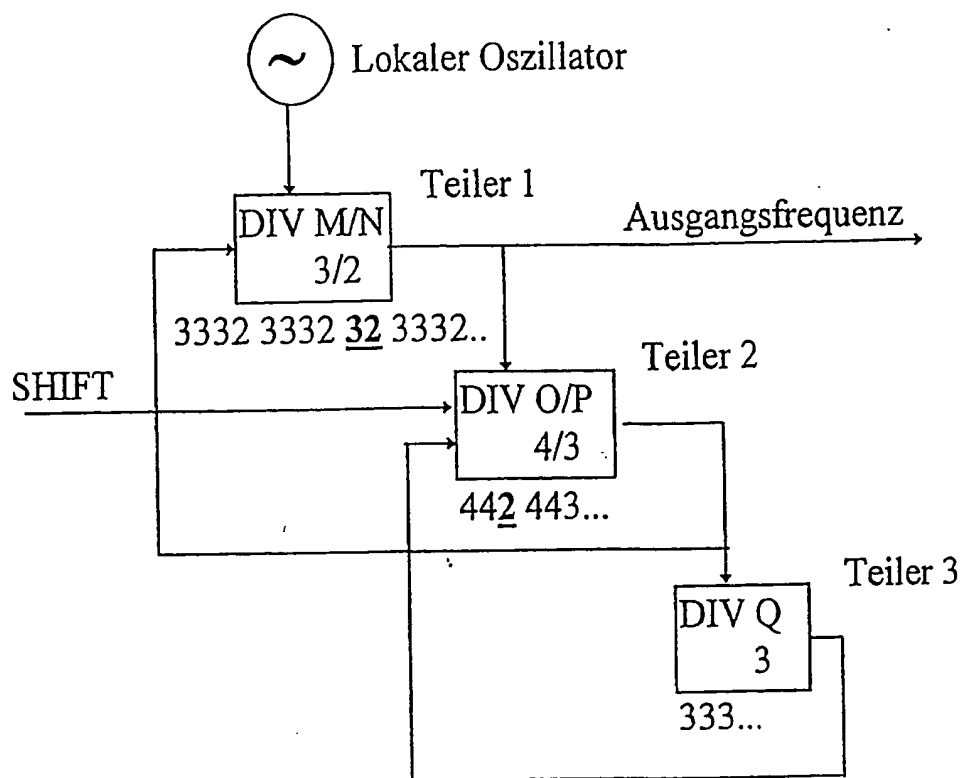 ~
Lokaler Oszillator
Teiler 1
DIV M/N
3/2
Ausgangsfrequenz
3332 3332 32 3332..
SHIFT
Teiler 2
DIV O/P
4/3
442 443...
Teiler 3
DIV Q
3
333...